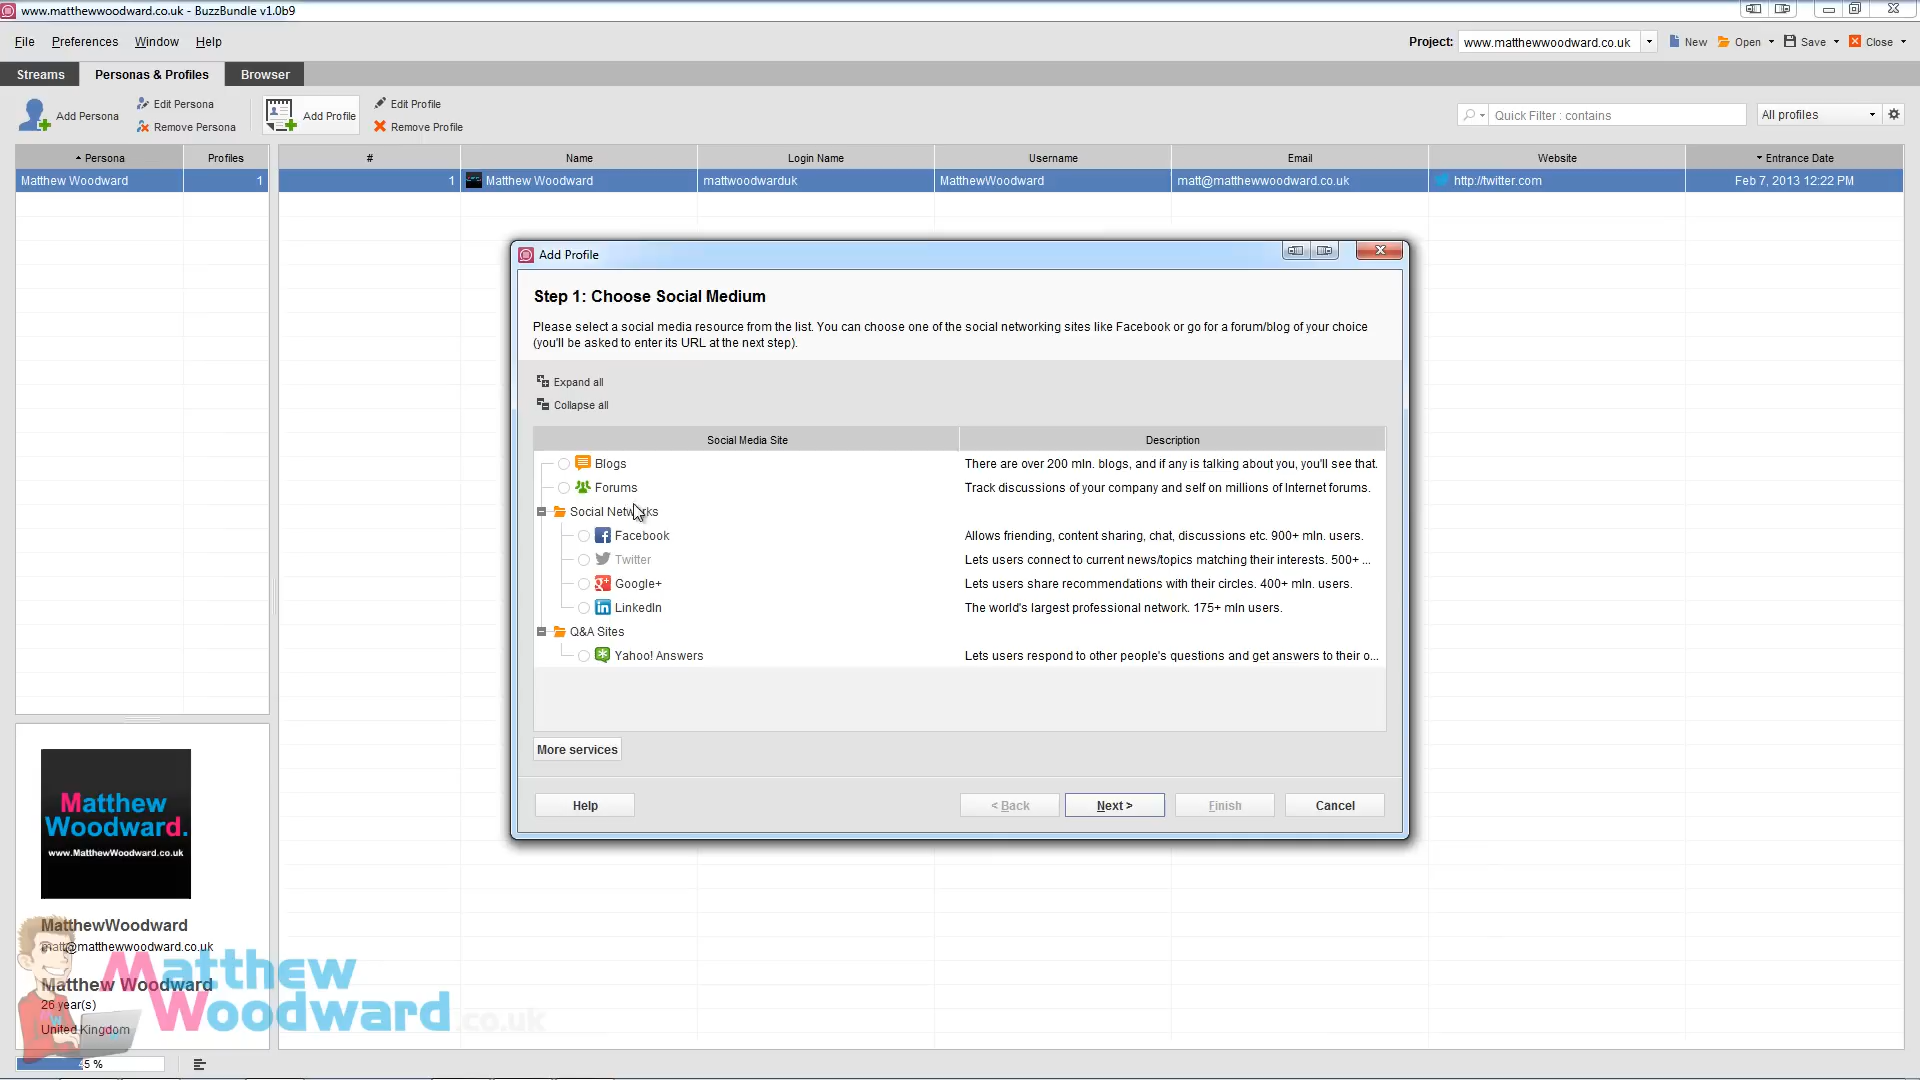 www.matthewwoodward.co.uk - BuzzBundle v1.0b9
File Preferences Window Help
Project: www.matthewwoodward.co.uk New Open Save Close
Streams Personas & Profiles Browser
Add Persona Edit Persona Remove Persona Add Profile Edit Profile Remove Profile Quick Filter : contains All profiles
Persona Profiles # Name Login Name Username Email Website Entrance Date
Matthew Woodward 1 1 Matthew Woodward mattwoodwarduk MatthewWoodward matt@matthewwoodward.co.uk http://twitter.com Feb 7, 2013 12:22 PM
Add Profile
Step 1: Choose Social Medium
Please select a social media resource from the list. You can choose one of the social networking sites like Facebook or go for a forum/blog of your choice
(you'll be asked to enter its URL at the next step).
Expand all
Collapse all
Social Media Site Description
Blogs There are over 200 mln. blogs, and if any is talking about you, you'll see that.
Forums Track discussions of your company and self on millions of Internet forums.
Social Networks
Facebook Allows friending, content sharing, chat, discussions etc. 900+ mln. users.
Twitter Lets users connect to current news/topics matching their interests. 500+ ...
Google+ Lets users share recommendations with their circles. 400+ mln. users.
LinkedIn The world's largest professional network. 175+ mln users.
Q&A Sites
Yahoo! Answers Lets users respond to other people's questions and get answers to their o...
More services
Help < Back Next > Finish Cancel
Matthew
Woodward.
www.MatthewWoodward.co.uk
MatthewWoodward
matt@matthewwoodward.co.uk
Matthew Woodward
26 year(s)
United Kingdom
Matthew
Woodward.co.uk
45 %